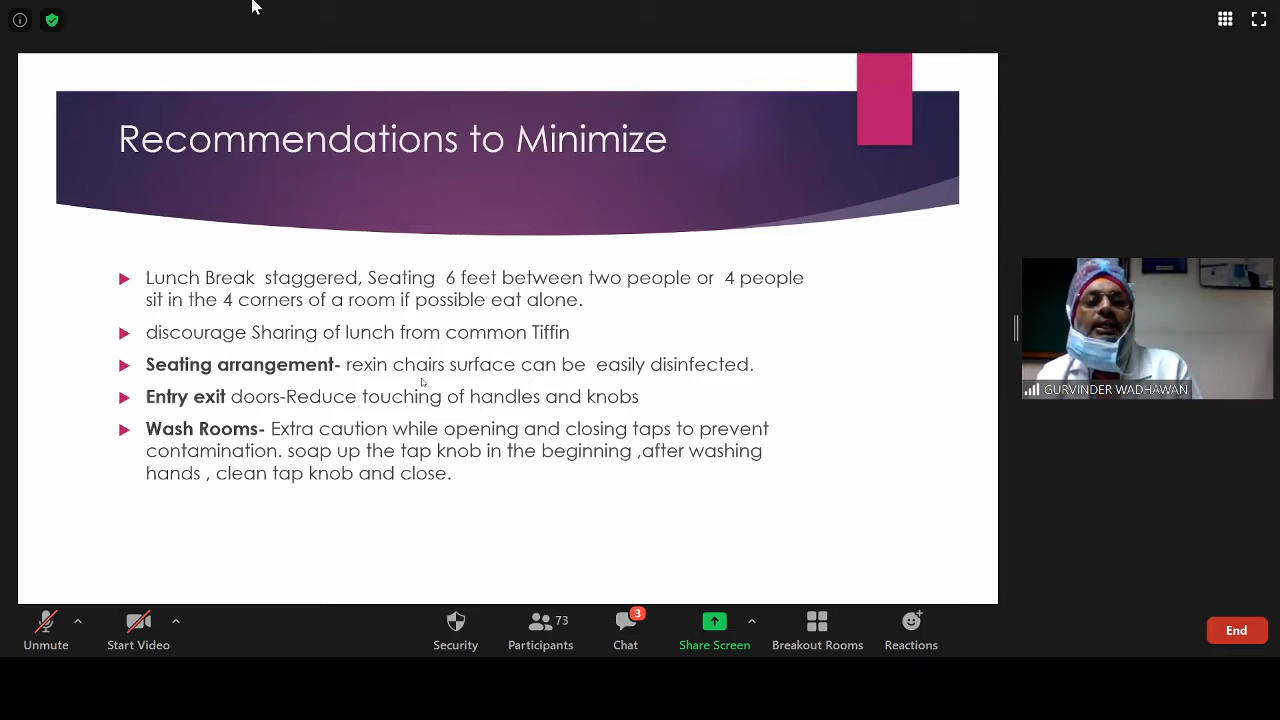 Recommendations to Minimize
Lunch Break staggered, Seating 6 feet between two people or 4 people
sit in the 4 corners of a room if possible eat alone.
discourage Sharing of lunch from common Tiffin
Seating arrangement- rexin chairs surface can be easily disinfected.
Entry exit doors-Reduce touching of handles and knobs
Wash Rooms- Extra caution while opening and closing taps to prevent
contamination. soap up the tap knob in the beginning ,after washing
hands , clean tap knob and close.
GURVINDER WADHAWAN
73
3
Unmute
Start Video
Security
Participants
Chat
Share Screen
Breakout Rooms
Reactions
End